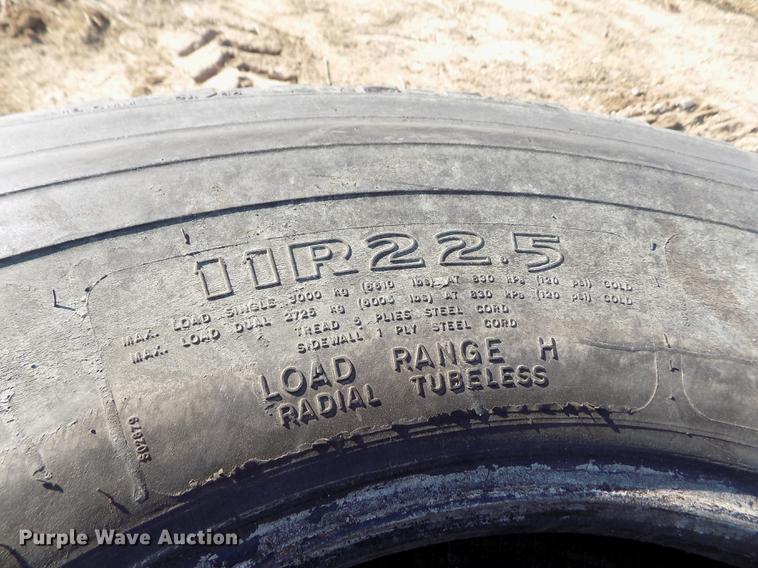 11R22.5
MAX. LOAD SINGLE 3000 KG (6610 lbs) AT 830 KPa (120 psi) COLD
MAX. LOAD DUAL 2725 KG (6005 lbs) AT 830 KPa (120 psi) COLD
TREAD 5 PLIES STEEL CORD
SIDEWALL 1 PLY STEEL CORD
LOAD RANGE H
RADIAL TUBELESS
Purple Wave Auction.